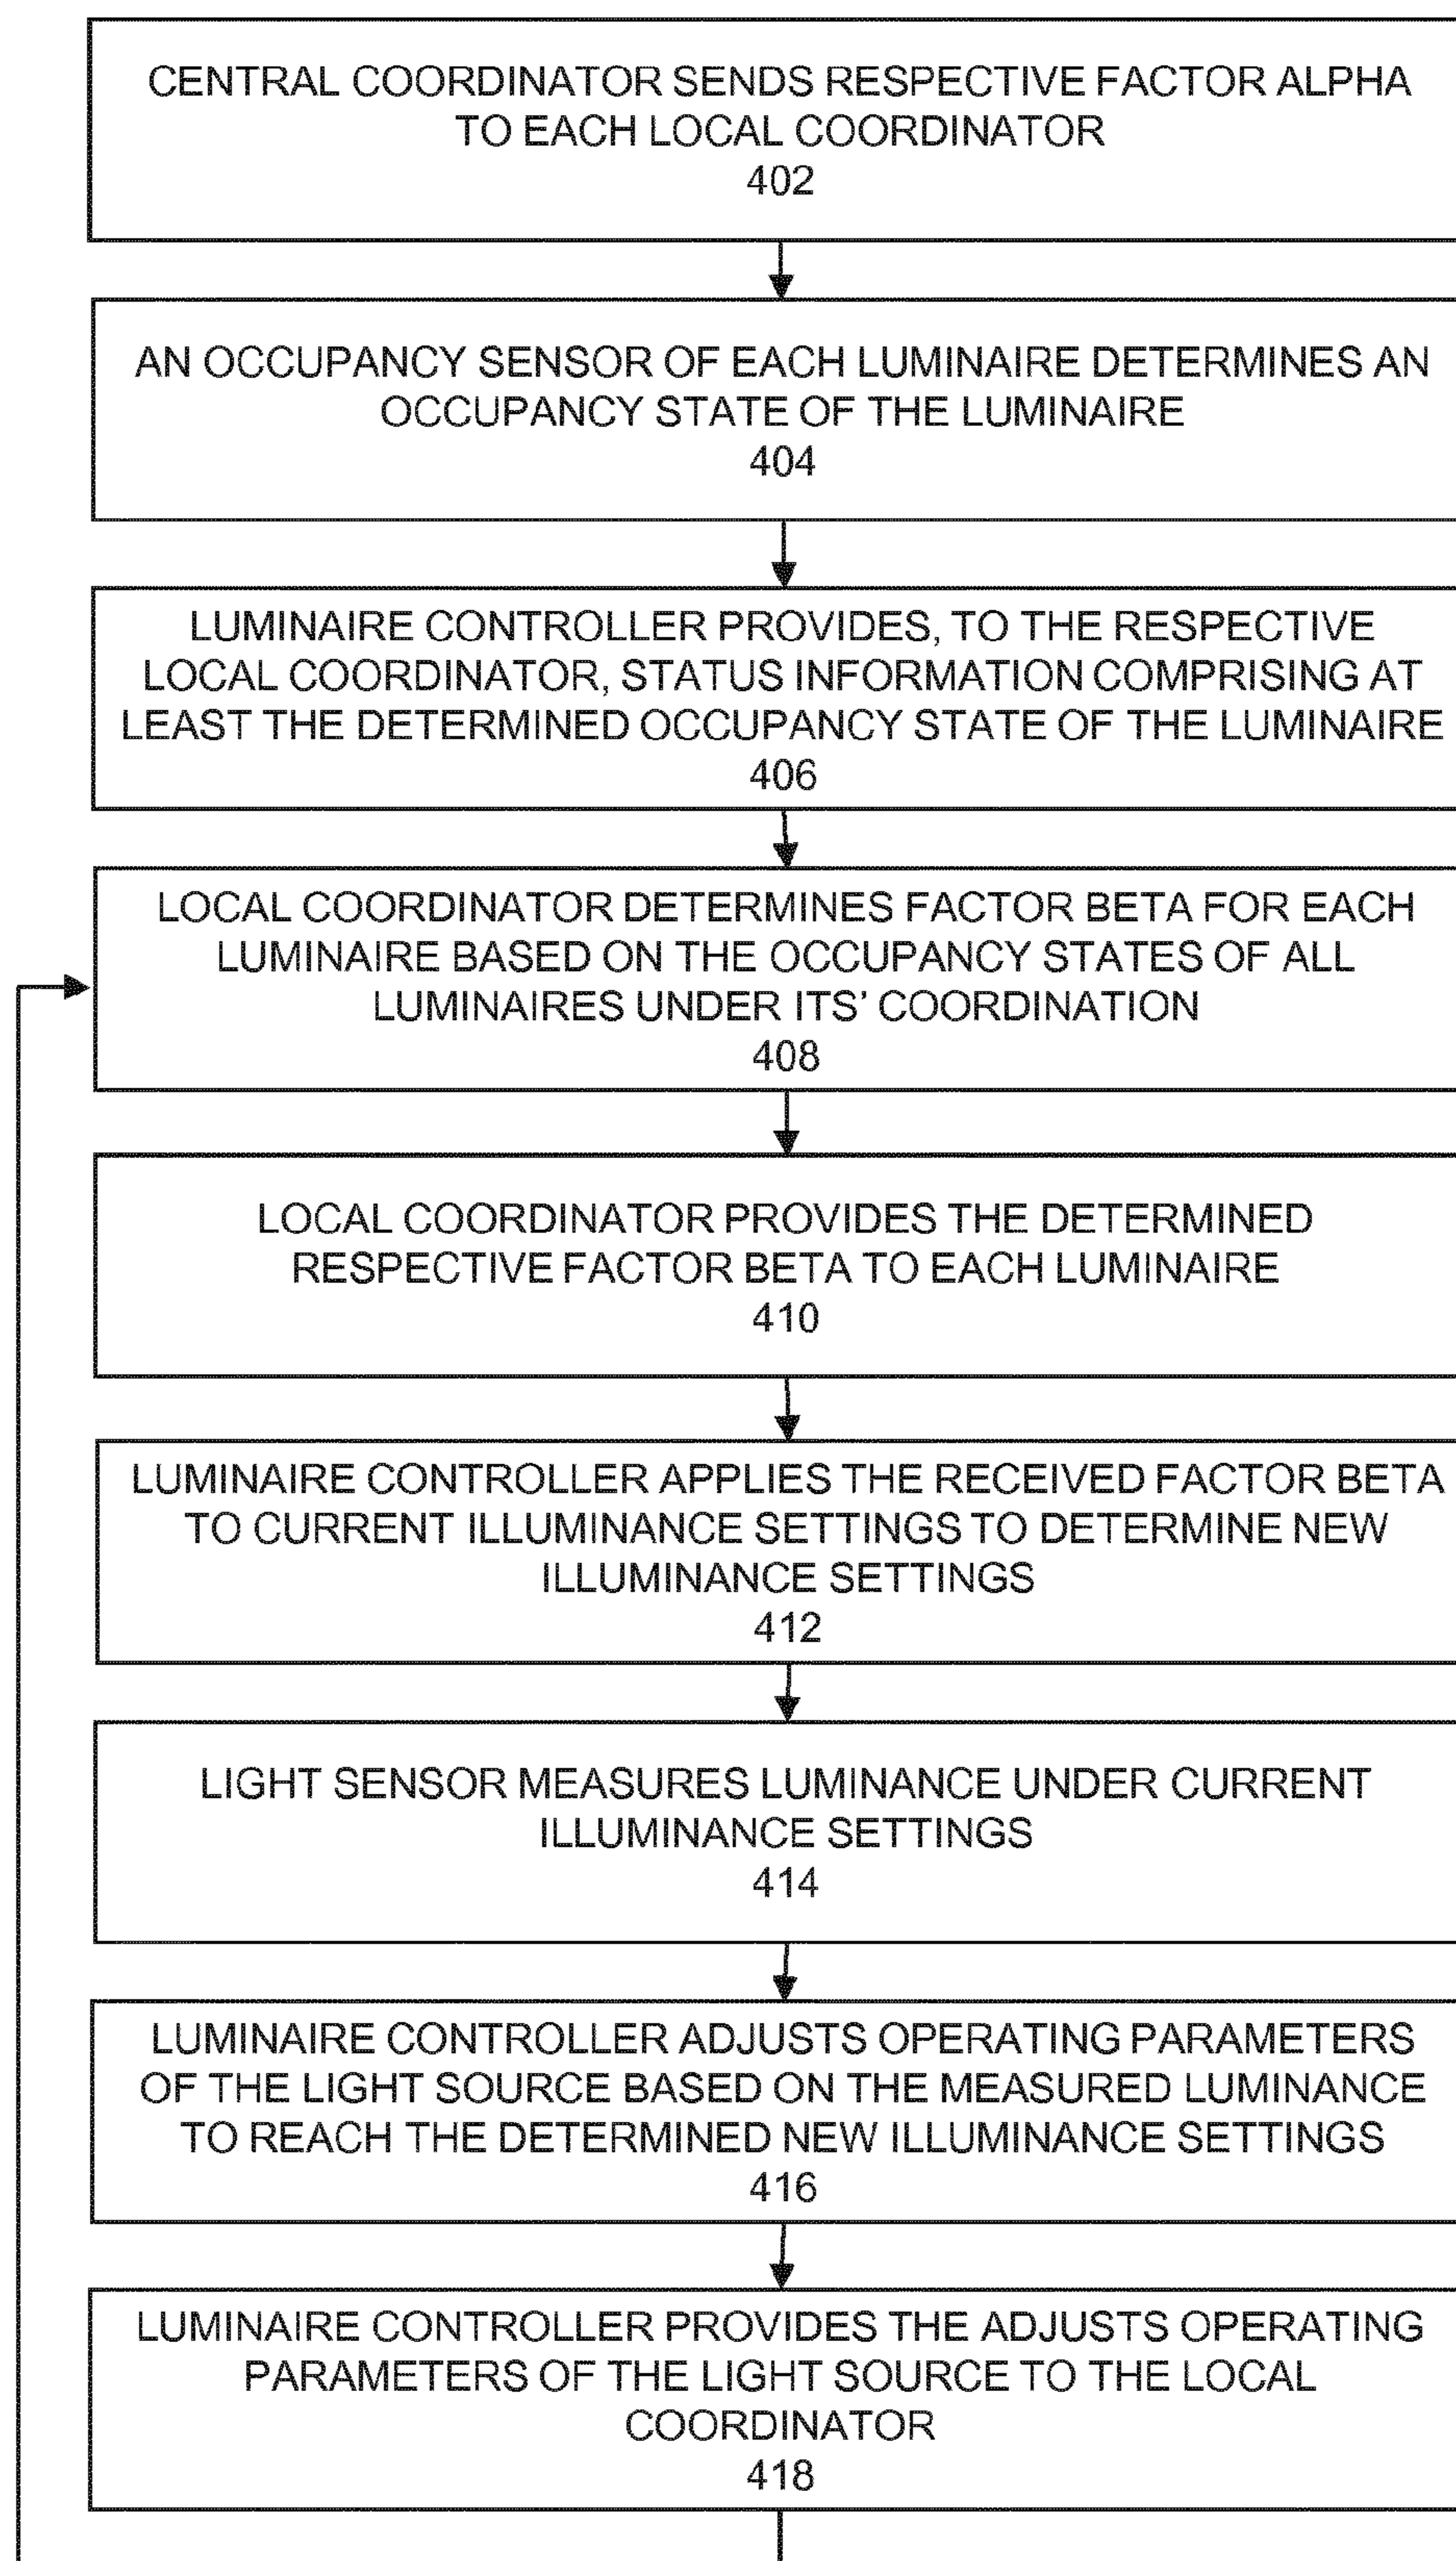 CENTRAL COORDINATOR SENDS RESPECTIVE FACTOR ALPHA
TO EACH LOCAL COORDINATOR
402
AN OCCUPANCY SENSOR OF EACH LUMINAIRE DETERMINES AN
OCCUPANCY STATE OF THE LUMINAIRE
404
LUMINAIRE CONTROLLER PROVIDES, TO THE RESPECTIVE
LOCAL COORDINATOR, STATUS INFORMATION COMPRISING AT
LEAST THE DETERMINED OCCUPANCY STATE OF THE LUMINAIRE
406
LOCAL COORDINATOR DETERMINES FACTOR BETA FOR EACH
LUMINAIRE BASED ON THE OCCUPANCY STATES OF ALL
LUMINAIRES UNDER ITS’ COORDINATION
408
LOCAL COORDINATOR PROVIDES THE DETERMINED
RESPECTIVE FACTOR BETA TO EACH LUMINAIRE
410
LUMINAIRE CONTROLLER APPLIES THE RECEIVED FACTOR BETA
TO CURRENT ILLUMINANCE SETTINGS TO DETERMINE NEW
ILLUMINANCE SETTINGS
412
LIGHT SENSOR MEASURES LUMINANCE UNDER CURRENT
ILLUMINANCE SETTINGS
414
LUMINAIRE CONTROLLER ADJUSTS OPERATING PARAMETERS
OF THE LIGHT SOURCE BASED ON THE MEASURED LUMINANCE
TO REACH THE DETERMINED NEW ILLUMINANCE SETTINGS
416
LUMINAIRE CONTROLLER PROVIDES THE ADJUSTS OPERATING
PARAMETERS OF THE LIGHT SOURCE TO THE LOCAL
COORDINATOR
418